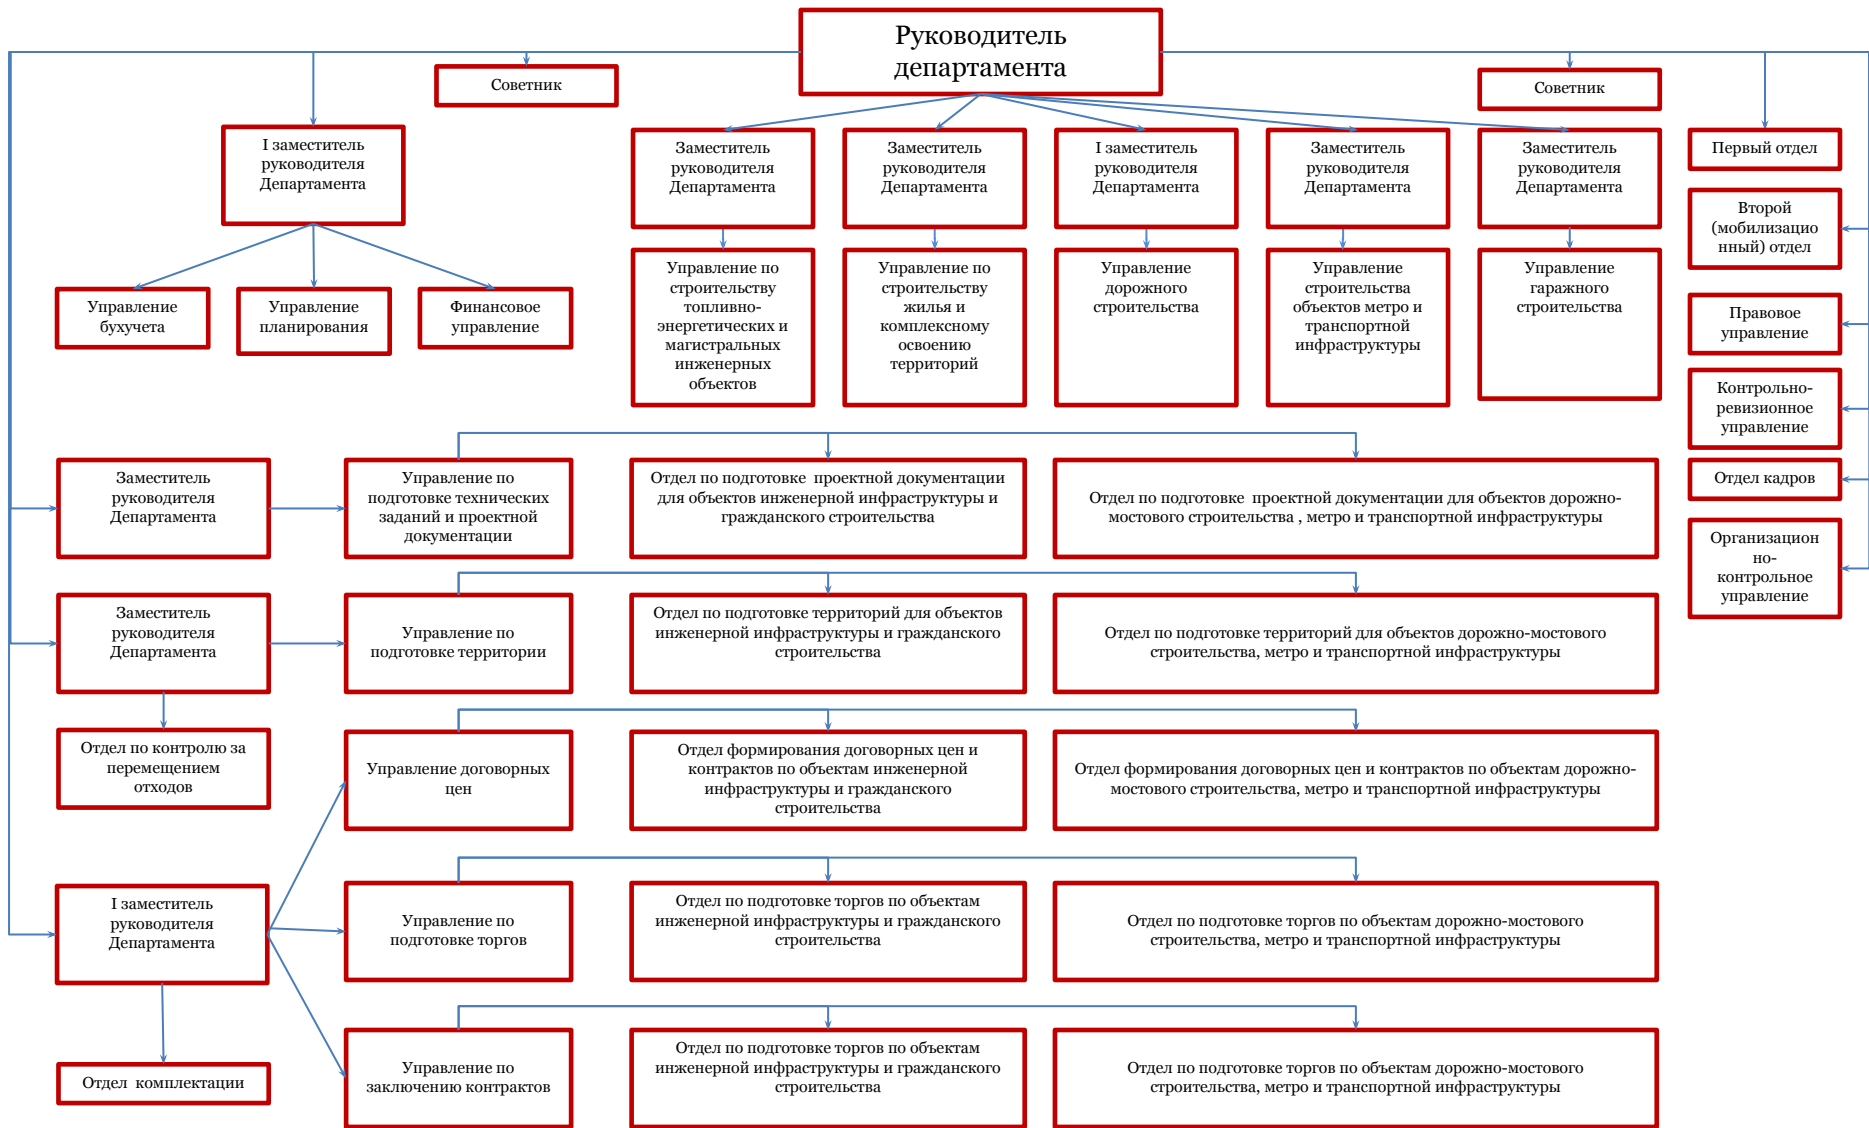 Руководитель
департамента
Советник
Советник
I заместитель
руководителя
Департамента
Заместитель
руководителя
Департамента
Заместитель
руководителя
Департамента
I заместитель
руководителя
Департамента
Заместитель
руководителя
Департамента
Заместитель
руководителя
Департамента
Первый отдел
Второй
(мобилизацио
нный) отдел
Управление
бухучета
Управление
планирования
Финансовое
управление
Управление по
строительству
топливно-
энергетических и
магистральных
инженерных
объектов
Управление по
строительству
жилья и
комплексному
освоению
территорий
Управление
дорожного
строительства
Управление
строительства
объектов метро и
транспортной
инфраструктуры
Управление
гаражного
строительства
Правовое
управление
Контрольно-
ревизионное
управление
Отдел кадров
Организацион
но-
контрольное
управление
Заместитель
руководителя
Департамента
Управление по
подготовке технических
заданий и проектной
документации
Отдел по подготовке  проектной документации
для объектов инженерной инфраструктуры и
гражданского строительства
Отдел по подготовке  проектной документации для объектов дорожно-
мостового строительства , метро и транспортной инфраструктуры
Заместитель
руководителя
Департамента
Управление по
подготовке территории
Отдел по подготовке территорий для объектов
инженерной инфраструктуры и гражданского
строительства
Отдел по подготовке территорий для объектов дорожно-мостового
строительства, метро и транспортной инфраструктуры
Отдел по контролю за
перемещением
отходов
Управление договорных
цен
Отдел формирования договорных цен и
контрактов по объектам инженерной
инфраструктуры и гражданского
строительства
Отдел формирования договорных цен и контрактов по объектам дорожно-
мостового строительства, метро и транспортной инфраструктуры
I заместитель
руководителя
Департамента
Управление по
подготовке торгов
Отдел по подготовке торгов по объектам
инженерной инфраструктуры и гражданского
строительства
Отдел по подготовке торгов по объектам дорожно-мостового
строительства, метро и транспортной инфраструктуры
Отдел  комплектации
Управление по
заключению контрактов
Отдел по подготовке торгов по объектам
инженерной инфраструктуры и гражданского
строительства
Отдел по подготовке торгов по объектам дорожно-мостового
строительства, метро и транспортной инфраструктуры